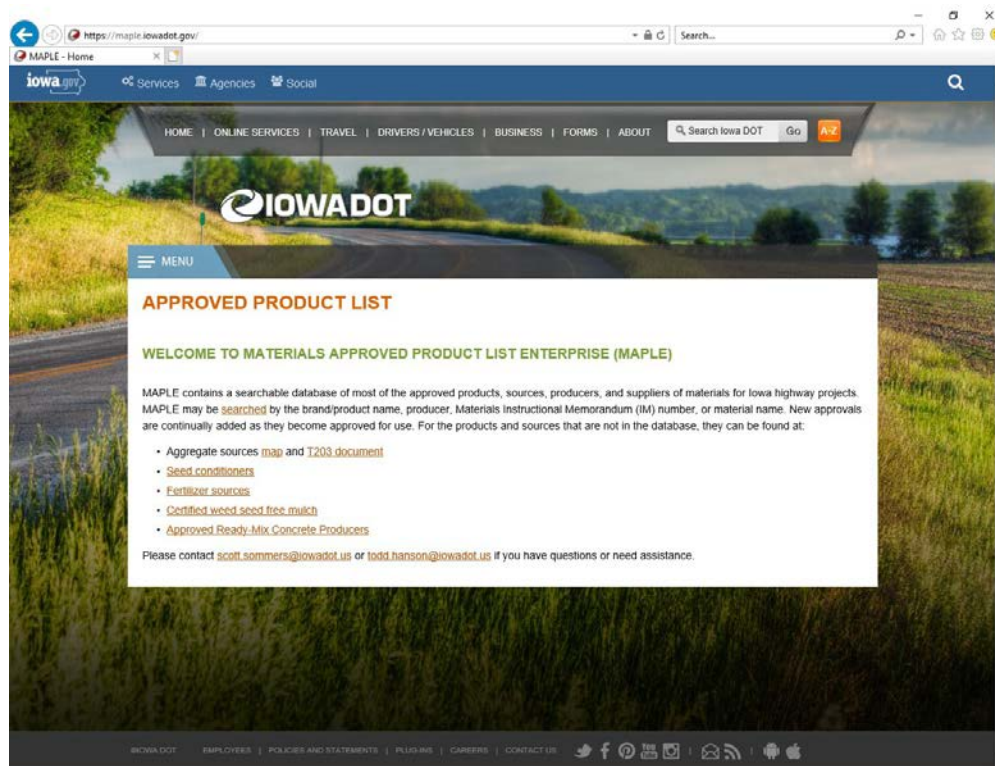 https://maple.iowadot.gov/
Search...
MAPLE - Home
iowa.gov Services Agencies Social
HOME | ONLINE SERVICES | TRAVEL | DRIVERS / VEHICLES | BUSINESS | FORMS | ABOUT Search Iowa DOT Go A-Z
IOWADOT
MENU
APPROVED PRODUCT LIST
WELCOME TO MATERIALS APPROVED PRODUCT LIST ENTERPRISE (MAPLE)
MAPLE contains a searchable database of most of the approved products, sources, producers, and suppliers of materials for Iowa highway projects.
MAPLE may be searched by the brand/product name, producer, Materials Instructional Memorandum (IM) number, or material name. New approvals
are continually added as they become approved for use. For the products and sources that are not in the database, they can be found at:
• Aggregate sources map and T203 document
• Seed conditioners
• Fertilizer sources
• Certified weed seed free mulch
• Approved Ready-Mix Concrete Producers
Please contact scott.sommers@iowadot.us or todd.hanson@iowadot.us if you have questions or need assistance.
©IOWA DOT EMPLOYEES | POLICIES AND STATEMENTS | PLUG-INS | CAREERS | CONTACT US You Tube